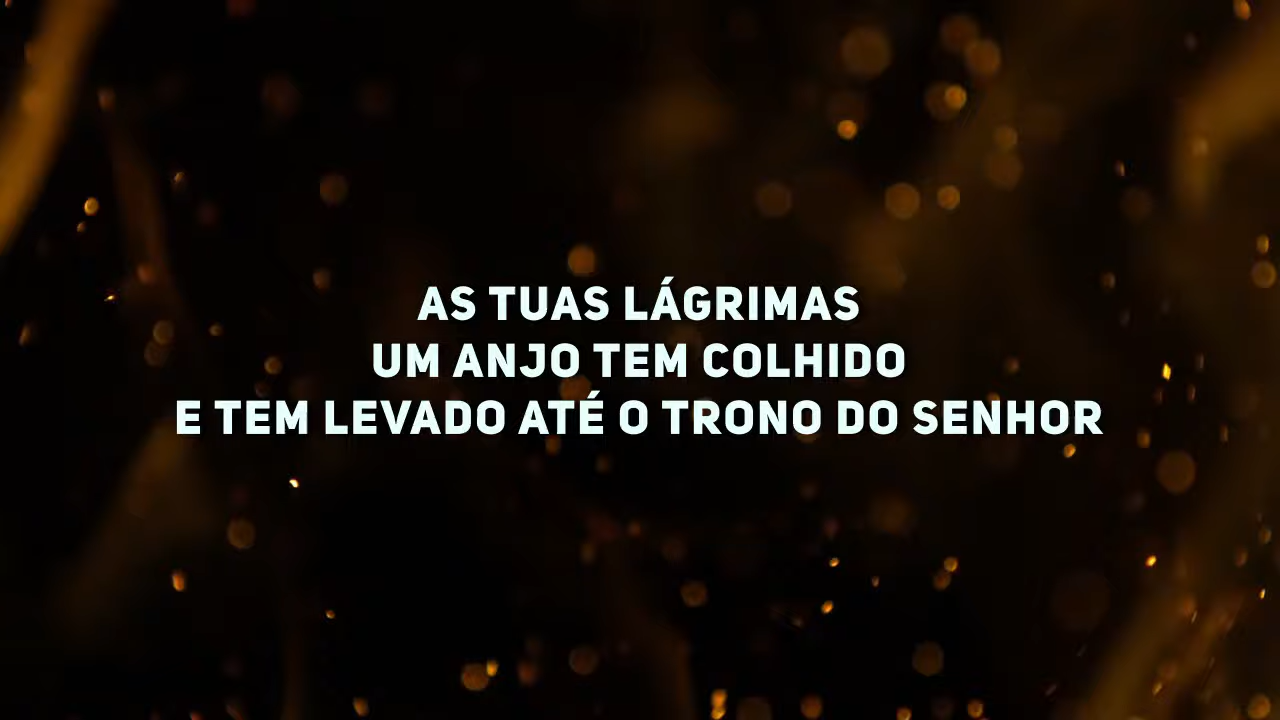 AS TUAS LÁGRIMAS
UM ANJO TEM COLHIDO
E TEM LEVADO ATÉ O TRONO DO SENHOR